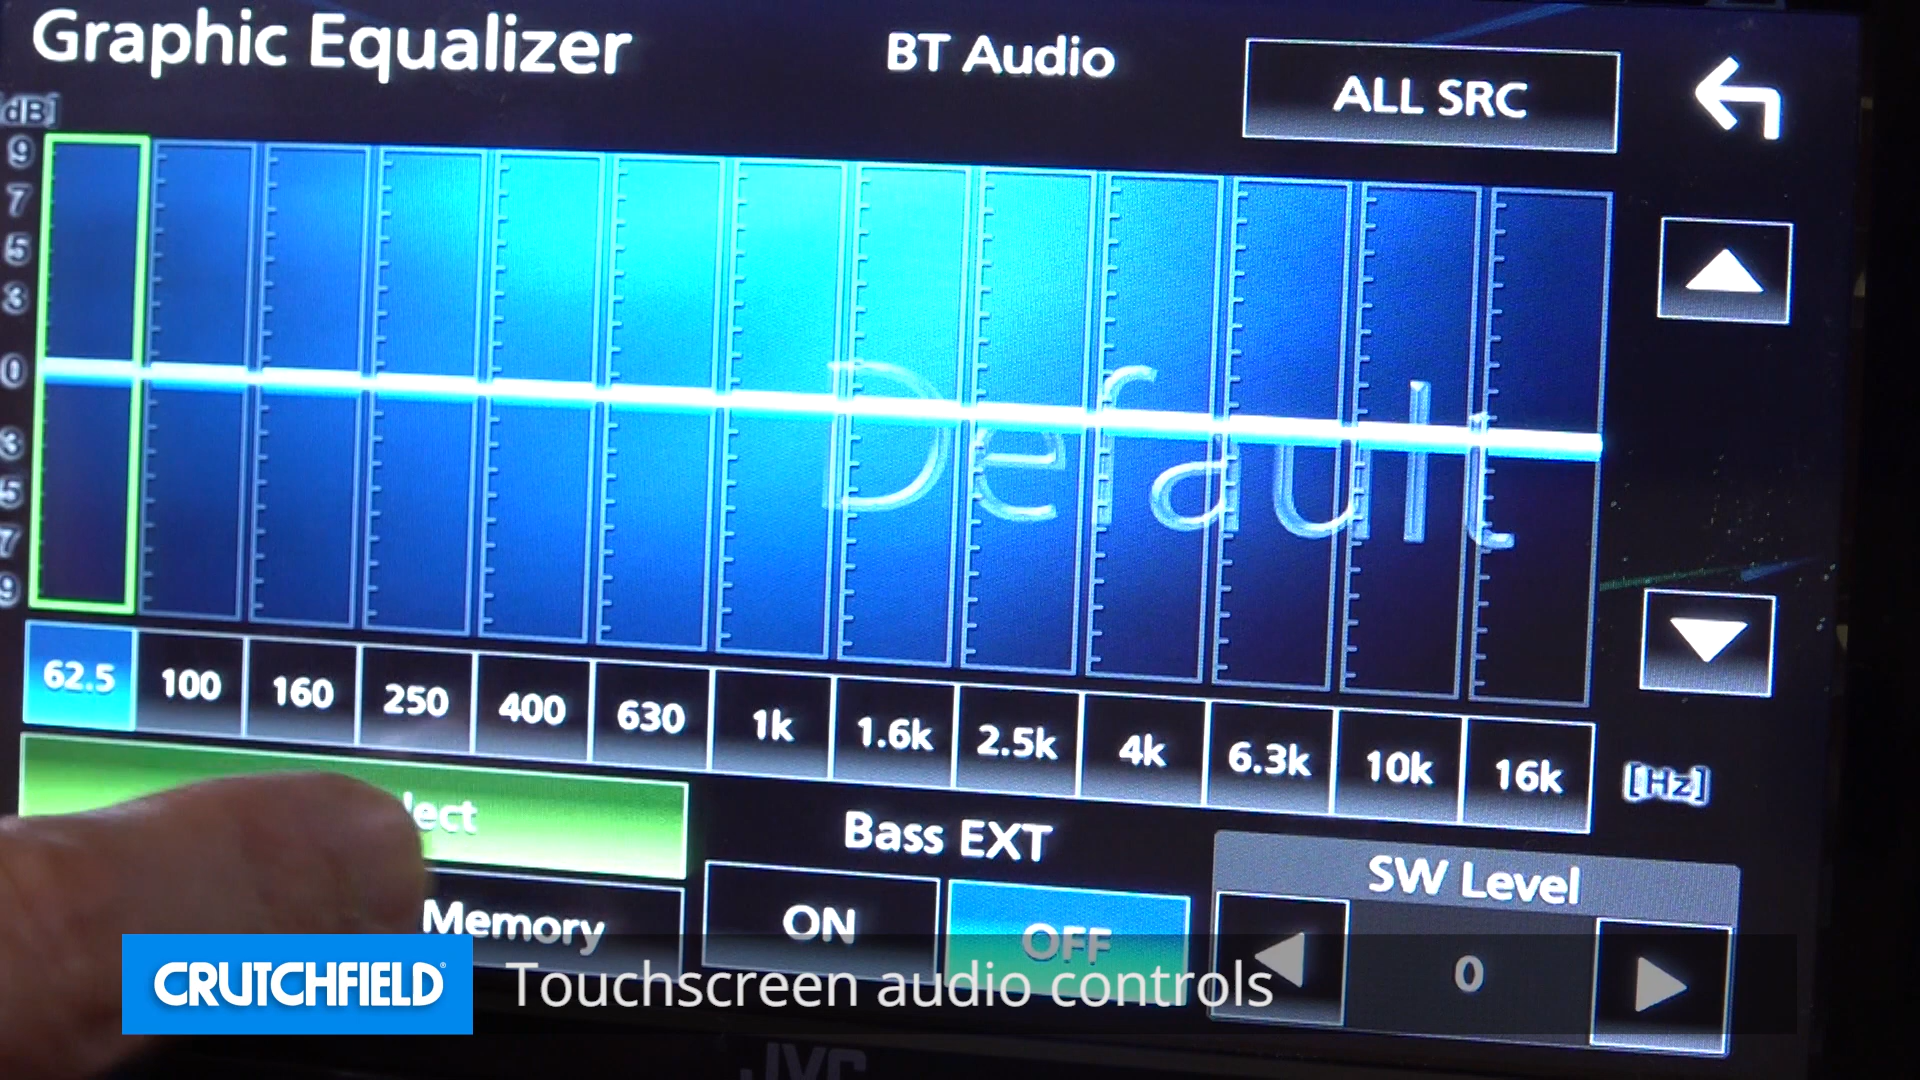 Graphic Equalizer
BT Audio
ALL SRC
[dB]
9
7
5
3
0
3
5
7
9
Default
62.5 100 160 250 400 630 1k 1.6k 2.5k 4k 6.3k 10k 16k [Hz]
Bass EXT
SW Level
Memory
ON
OFF
0
CRUTCHFIELD®
Touchscreen audio controls
JVC